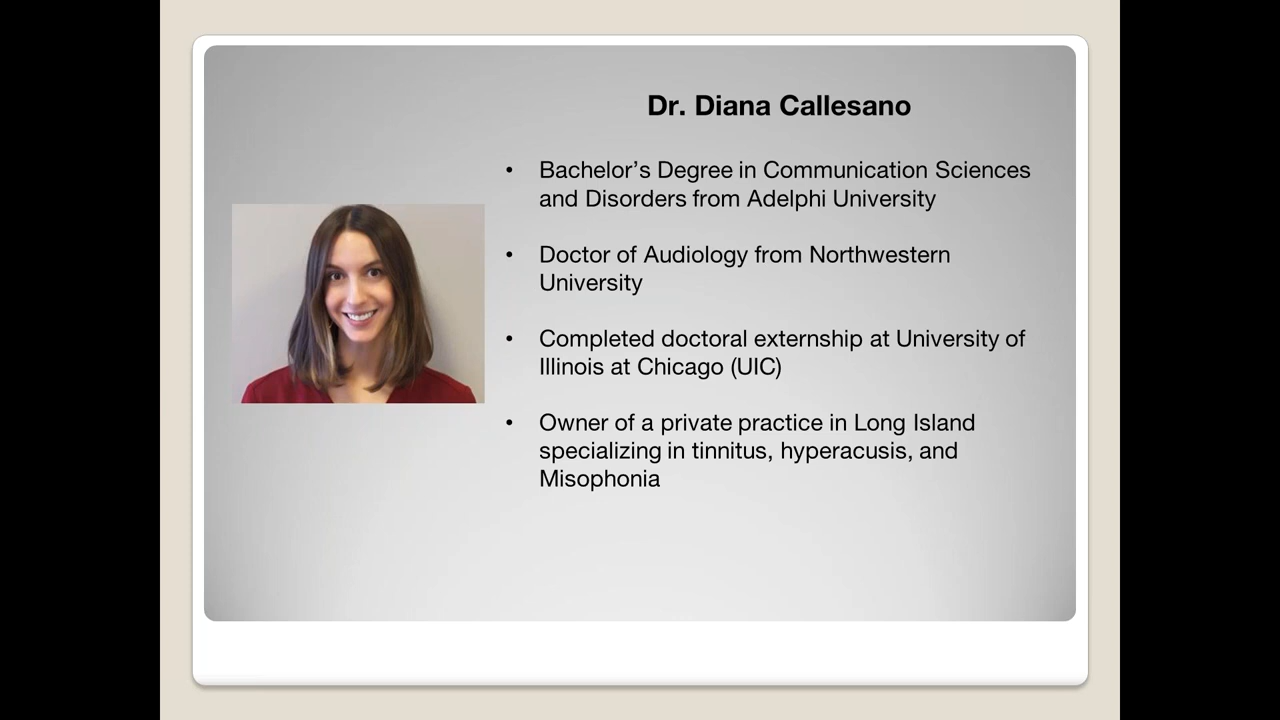 Dr. Diana Callesano
• Bachelor’s Degree in Communication Sciences
and Disorders from Adelphi University
• Doctor of Audiology from Northwestern
University
• Completed doctoral externship at University of
Illinois at Chicago (UIC)
• Owner of a private practice in Long Island
specializing in tinnitus, hyperacusis, and
Misophonia